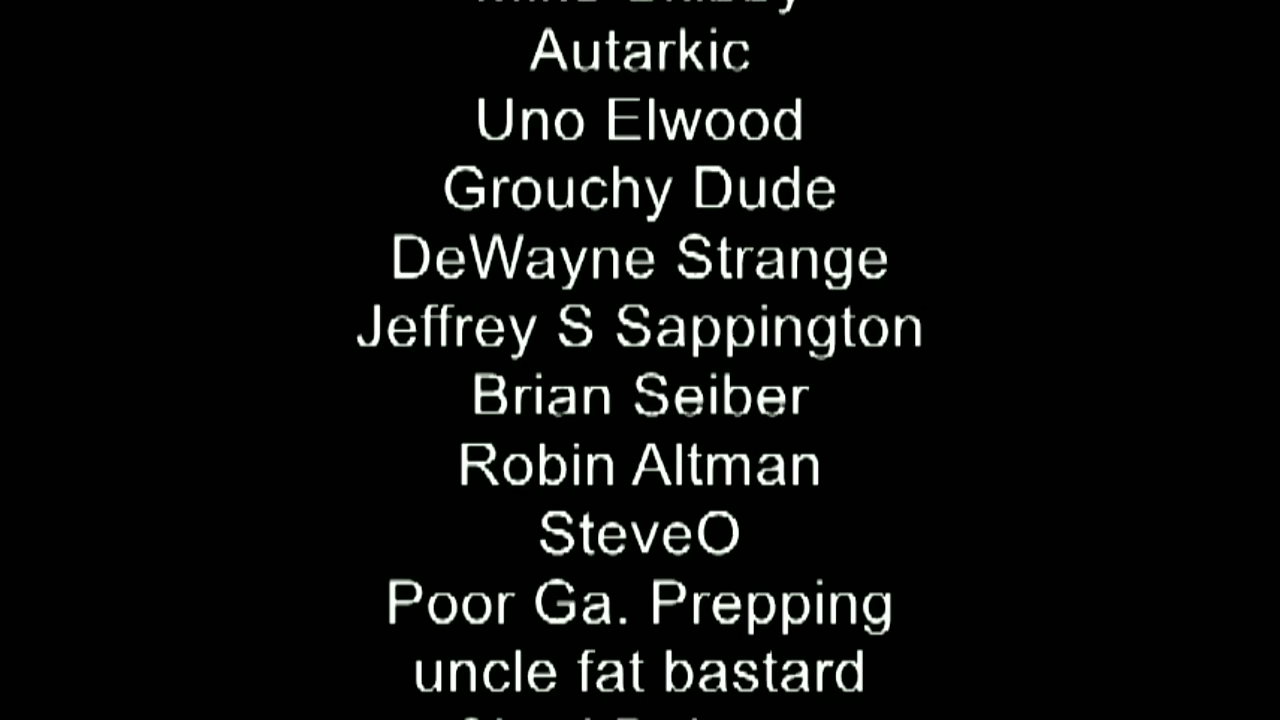 Autarkic
Uno Elwood
Grouchy Dude
DeWayne Strange
Jeffrey S Sappington
Brian Seiber
Robin Altman
SteveO
Poor Ga. Prepping
uncle fat bastard